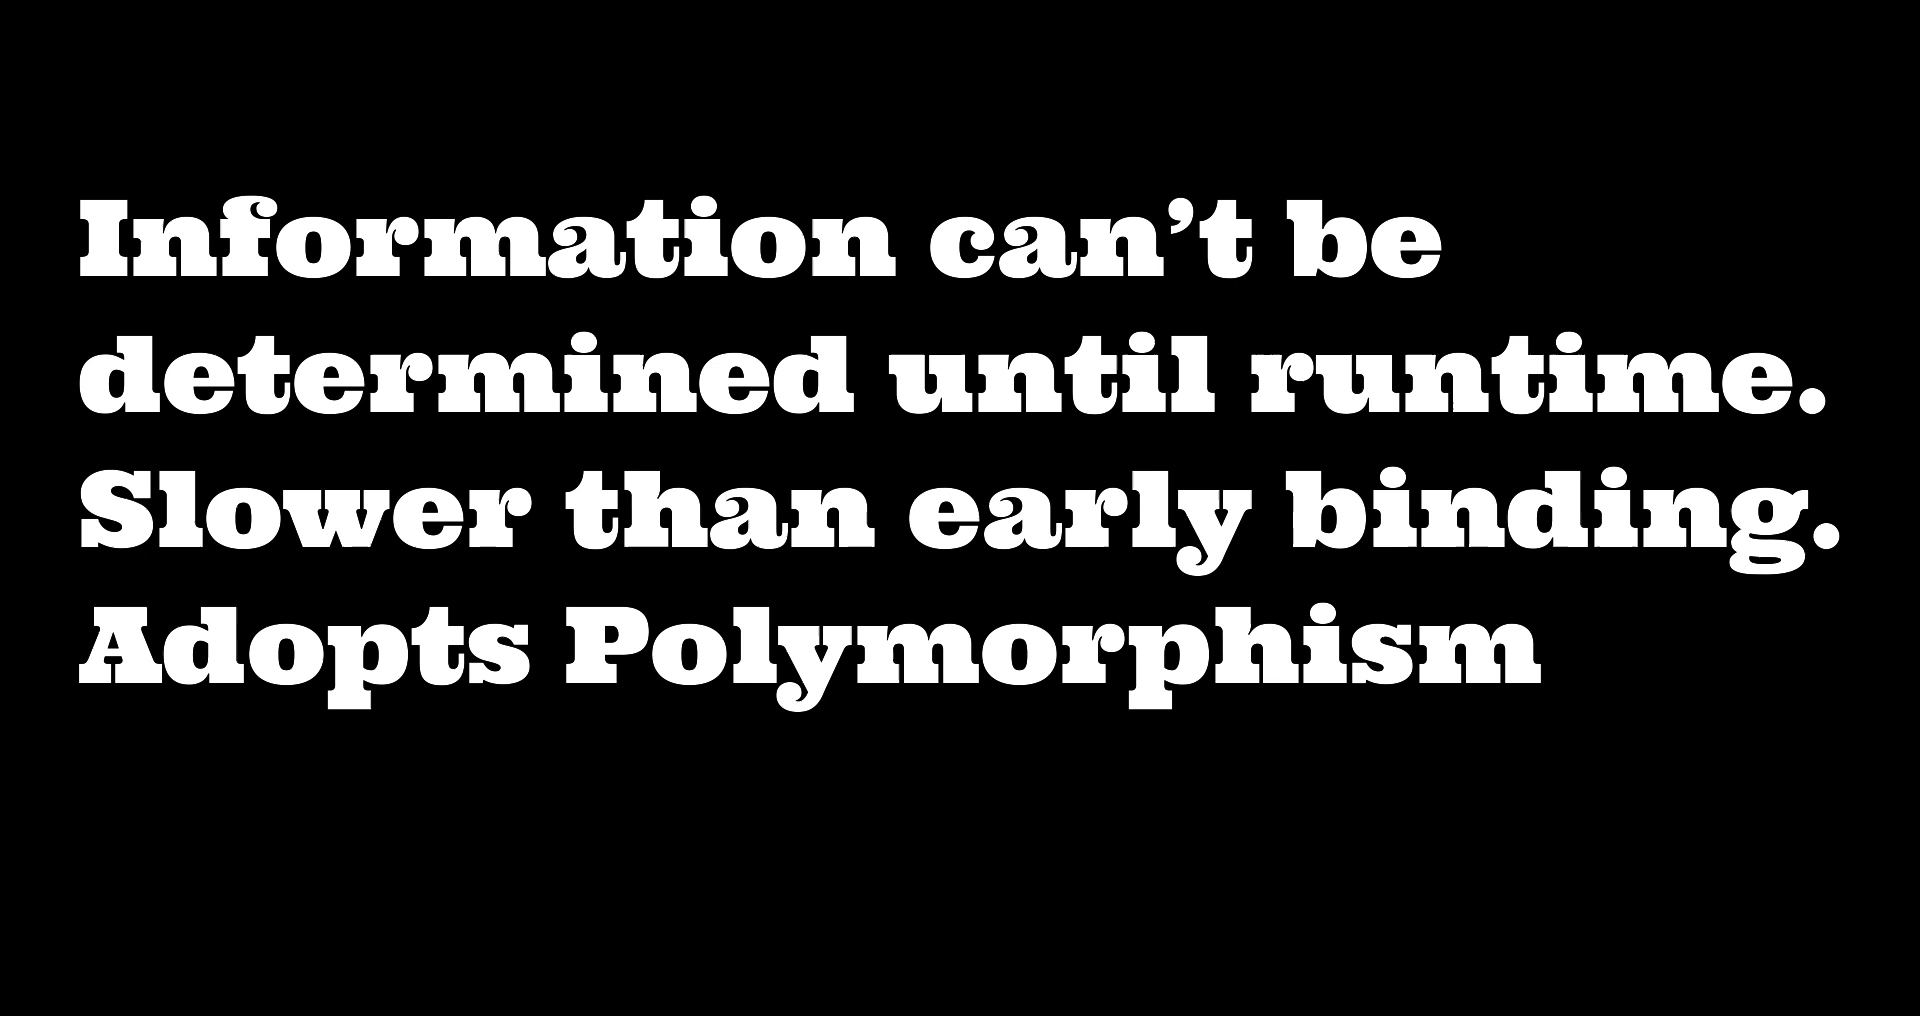 Information can’t be
determined until runtime.
Slower than early binding.
Adopts Polymorphism